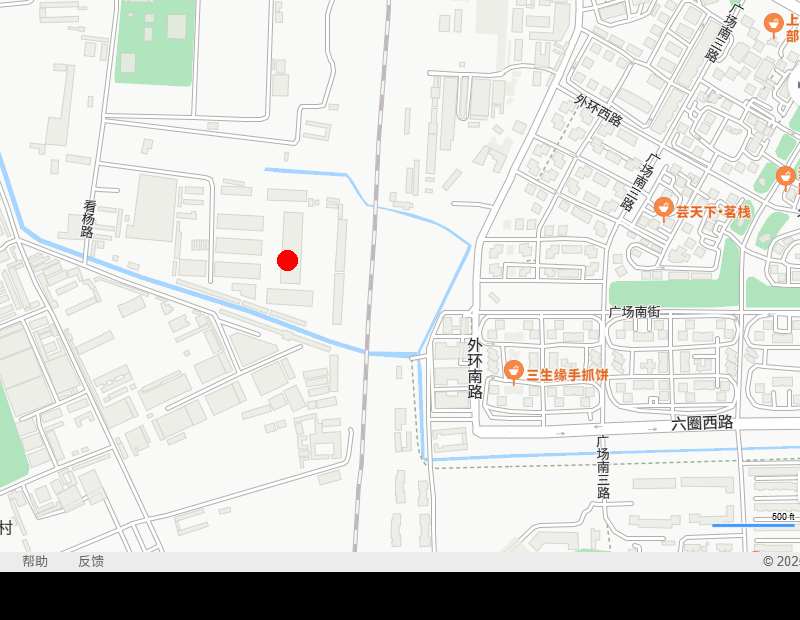 广场南三路
上
部
外环西路
广场南三路
看杨路
芸天下·茗栈
广场南街
外环南路
三生缘手抓饼
六圈西路
广场南三路
500 ft
村
帮助
反馈